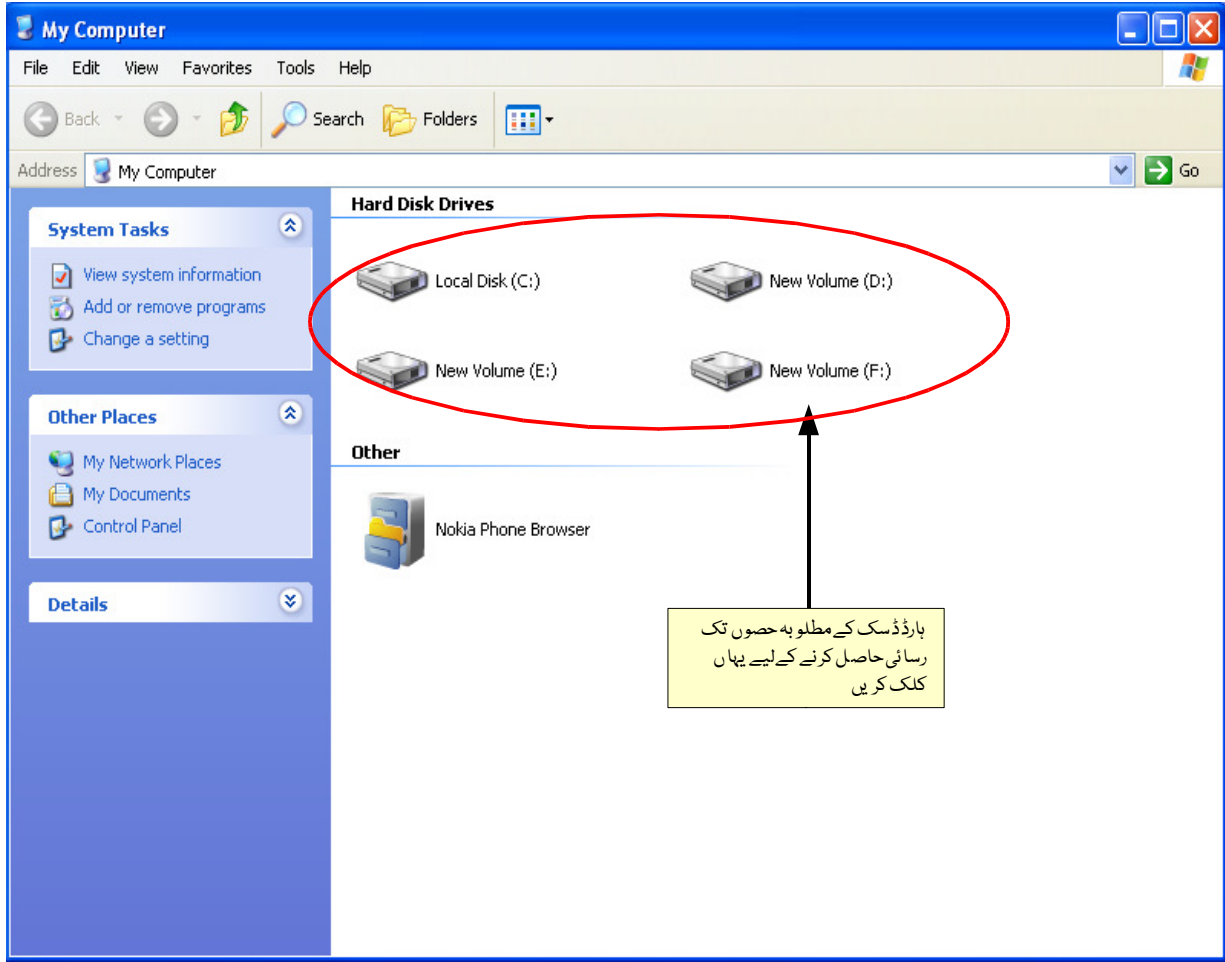 My Computer
File Edit View Favorites Tools Help
Back Search Folders
Address My Computer Go
System Tasks
View system information
Add or remove programs
Change a setting
Other Places
My Network Places
My Documents
Control Panel
Details
Hard Disk Drives
Local Disk (C:) New Volume (D:)
New Volume (E:) New Volume (F:)
Other
Nokia Phone Browser
ہارڈ ڈسک کے مطلوبہ حصوں تک
رسائی حاصل کرنے کے لیے یہاں
کلک کریں